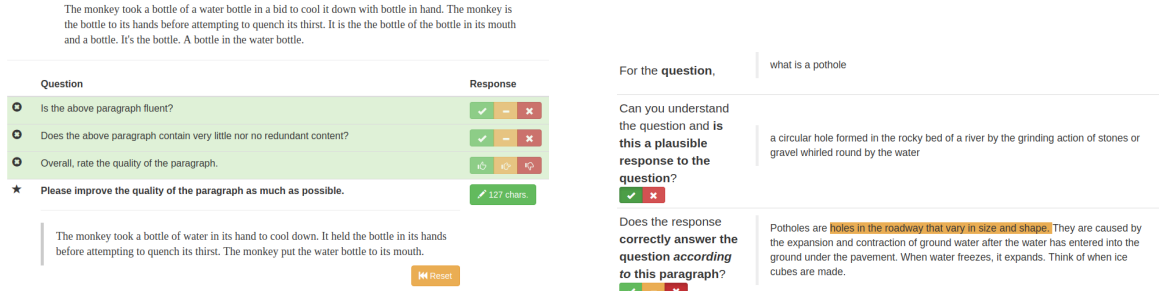 The monkey took a bottle of a water bottle in a bid to cool it down with bottle in hand. The monkey is
the bottle to its hands before attempting to quench its thirst. It is the the bottle of the bottle in its mouth
and a bottle. It's the bottle. A bottle in the water bottle.
Question Response
Is the above paragraph fluent?
Does the above paragraph contain very little nor no redundant content?
Overall, rate the quality of the paragraph.
Please improve the quality of the paragraph as much as possible. 127 chars.
The monkey took a bottle of water in its hand to cool down. It held the bottle in its hands
before attempting to quench its thirst. The monkey put the water bottle to its mouth.
Reset
For the question,
what is a pothole
Can you understand
the question and is
this a plausible
response to the
question?
a circular hole formed in the rocky bed of a river by the grinding action of stones or
gravel whirled round by the water
Does the response
correctly answer the
question according
to this paragraph?
Potholes are holes in the roadway that vary in size and shape. They are caused by
the expansion and contraction of ground water after the water has entered into the
ground under the pavement. When water freezes, it expands. Think of when ice
cubes are made.